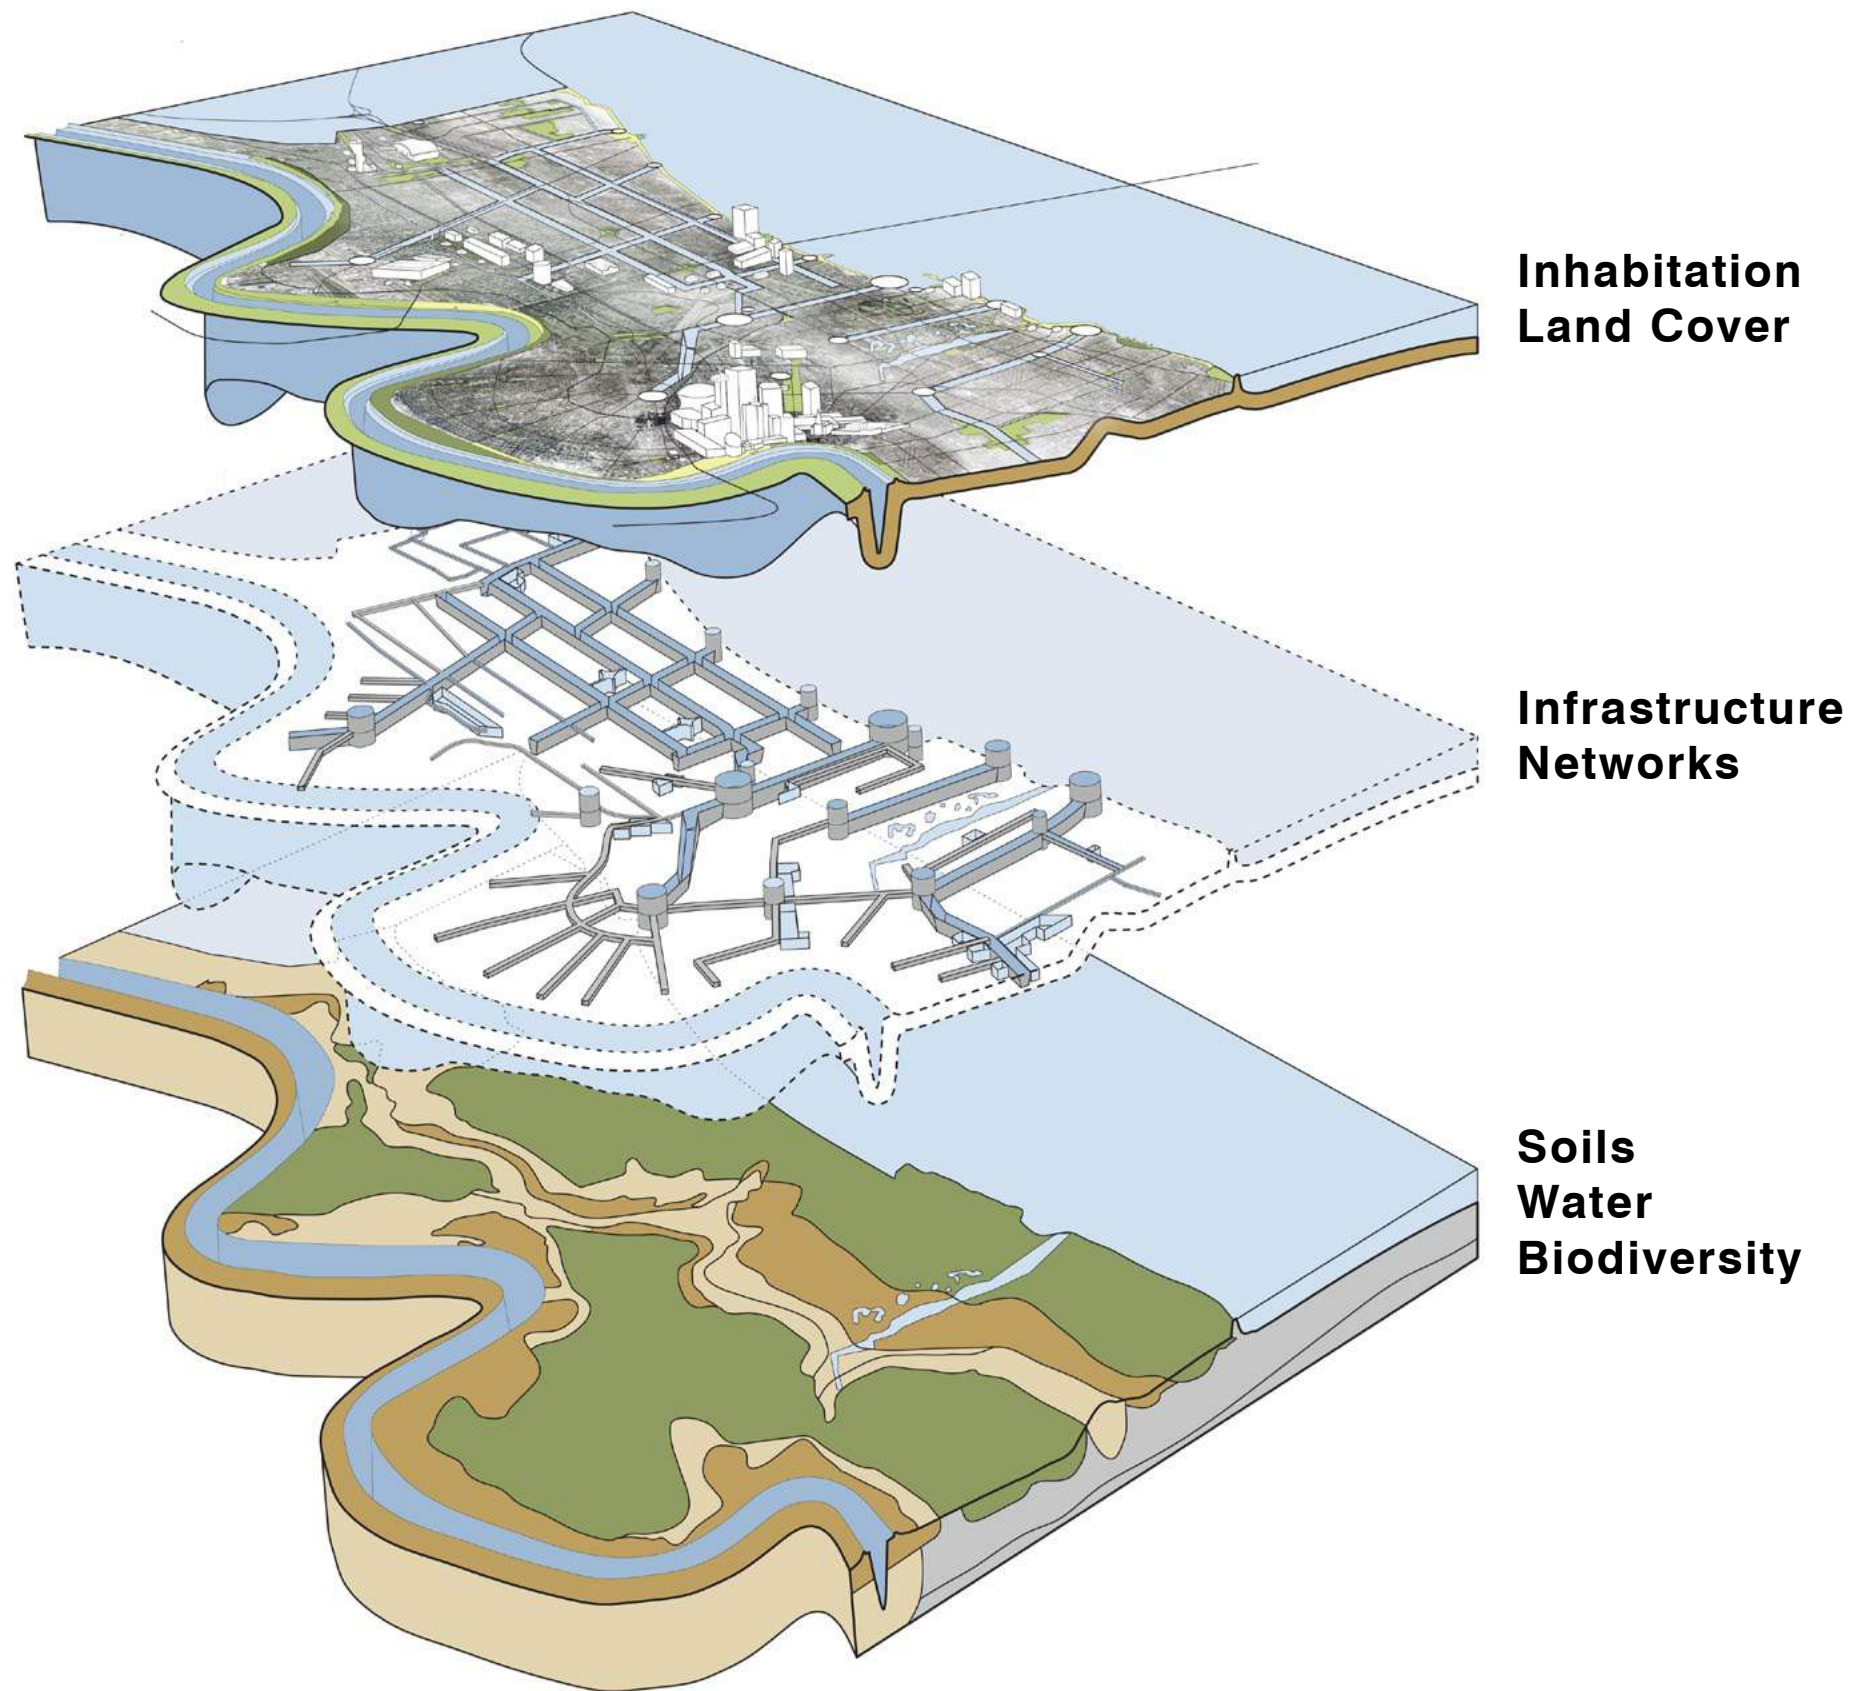 Inhabitation
Land Cover
Infrastructure
Networks
Soils
Water
Biodiversity